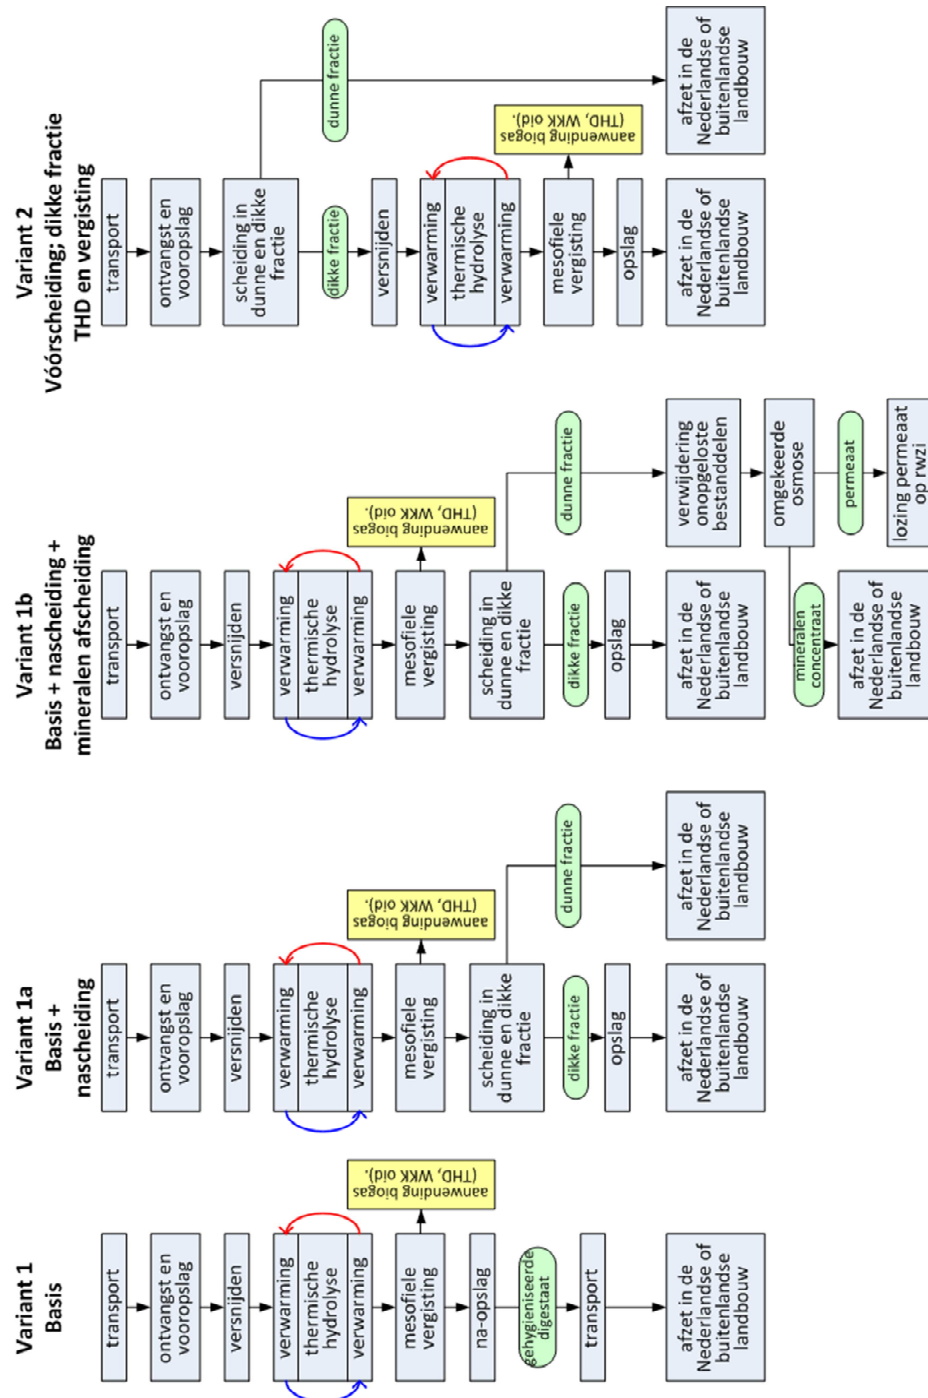 Variant 1
Basis
transport
ontvangst en
vooropslag
versnijden
verwarming
thermische
hydrolyse
verwarming
mesofiele
vergisting
aanwending biogas
(THD, WKK oid).
na-opslag
gehygieniseerde
digestaat
transport
afzet in de
Nederlandse of
buitenlandse
landbouw
Variant 1a
Basis +
nascheiding
transport
ontvangst en
vooropslag
versnijden
verwarming
thermische
hydrolyse
verwarming
mesofiele
vergisting
aanwending biogas
(THD, WKK oid).
scheiding in
dunne en dikke
fractie
dikke fractie
dunne fractie
opslag
afzet in de
Nederlandse of
buitenlandse
landbouw
afzet in de
Nederlandse of
buitenlandse
landbouw
Variant 1b
Basis + nascheiding +
mineralen afscheiding
transport
ontvangst en
vooropslag
versnijden
verwarming
thermische
hydrolyse
verwarming
mesofiele
vergisting
aanwending biogas
(THD, WKK oid).
scheiding in
dunne en dikke
fractie
dikke fractie
dunne fractie
opslag
afzet in de
Nederlandse of
buitenlandse
landbouw
verwijdering
onopgeloste
bestanddelen
omgekeerde
osmose
mineralen
concentraat
permeaat
afzet in de
Nederlandse of
buitenlandse
landbouw
lozing permeaat
op rwzi
Variant 2
Vóórscheiding; dikke fractie
THD en vergisting
transport
ontvangst en
vooropslag
scheiding in
dunne en dikke
fractie
dikke fractie
dunne fractie
versnijden
verwarming
thermische
hydrolyse
verwarming
mesofiele
vergisting
aanwending biogas
(THD, WKK oid).
opslag
afzet in de
Nederlandse of
buitenlandse
landbouw
afzet in de
Nederlandse of
buitenlandse
landbouw